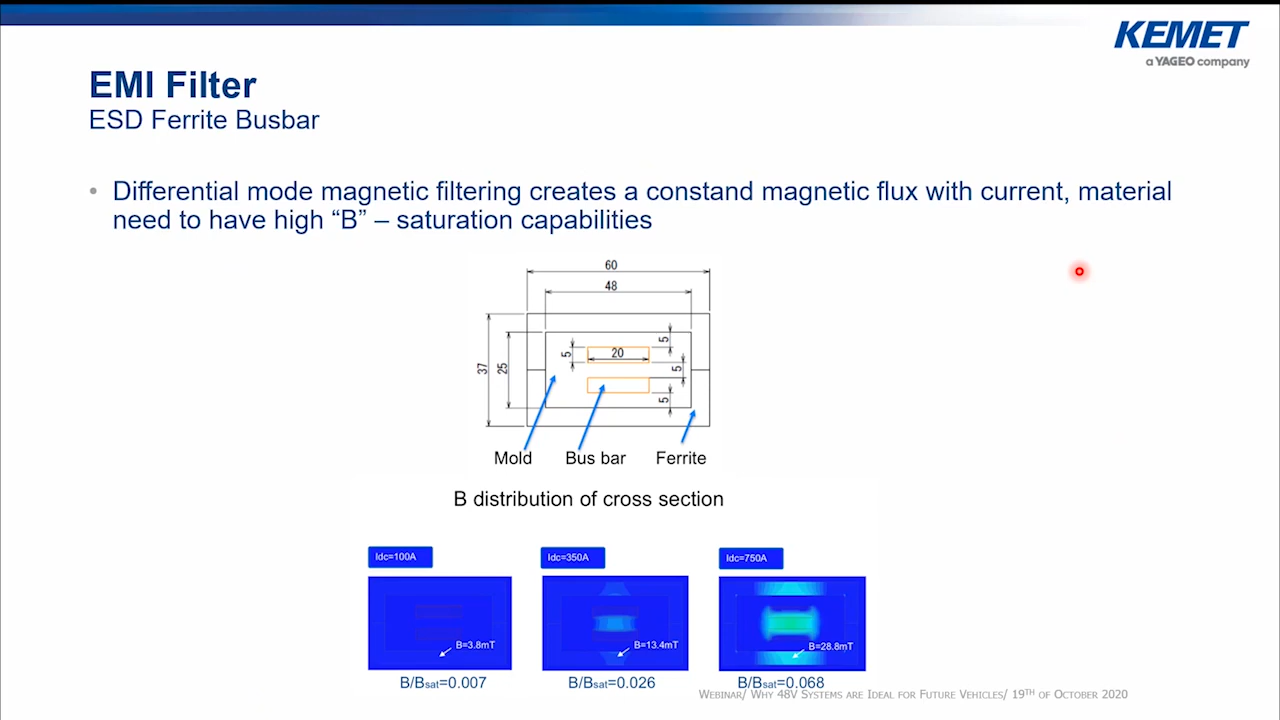 KEMET
a YAGEO company
EMI Filter
ESD Ferrite Busbar
• Differential mode magnetic filtering creates a constand magnetic flux with current, material
need to have high “B” – saturation capabilities
60
48
5
5
20
37
25
5
5
Mold Bus bar Ferrite
B distribution of cross section
Idc=100A Idc=350A Idc=750A
B=3.8mT B=13.4mT B=28.8mT
B/Bsat=0.007 B/Bsat=0.026 B/Bsat=0.068
Webinar/ Why 48V Systems are Ideal for Future Vehicles/ 19TH of October 2020